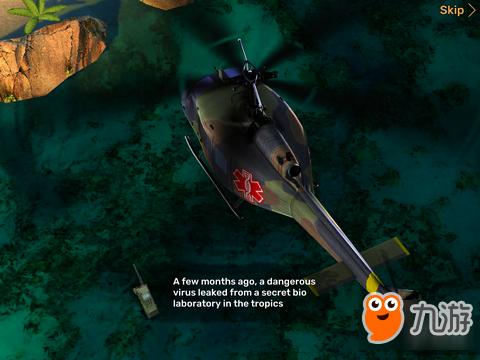 Skip
A few months ago, a dangerous
virus leaked from a secret bio
laboratory in the tropics
九游